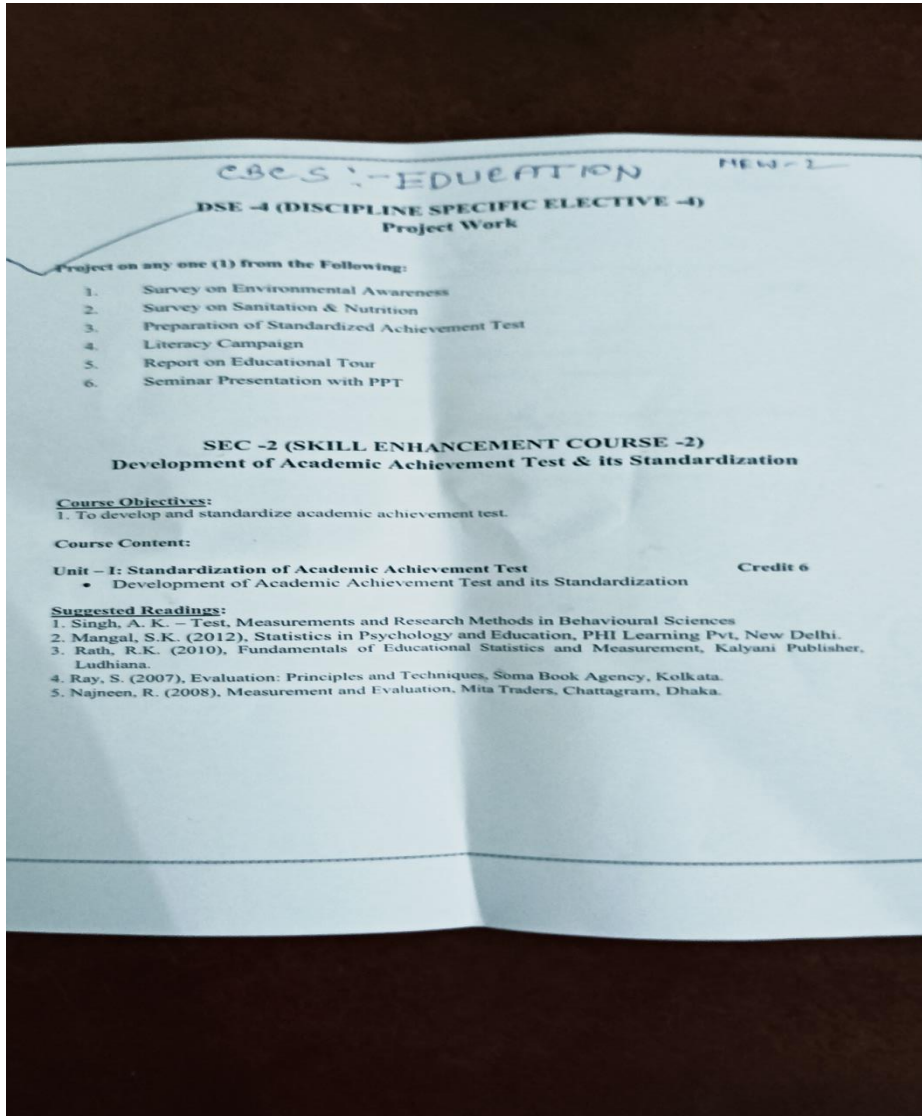 CBCS :- EDUCATION NEW-2
DSE -4 (DISCIPLINE SPECIFIC ELECTIVE -4)
Project Work
Project on any one (1) from the Following:
1. Survey on Environmental Awareness
2. Survey on Sanitation & Nutrition
3. Preparation of Standardized Achievement Test
4. Literacy Campaign
5. Report on Educational Tour
6. Seminar Presentation with PPT
SEC -2 (SKILL ENHANCEMENT COURSE -2)
Development of Academic Achievement Test & its Standardization
Course Objectives:
1. To develop and standardize academic achievement test.
Course Content:
Unit – I: Standardization of Academic Achievement Test Credit 6
• Development of Academic Achievement Test and its Standardization
Suggested Readings:
1. Singh, A. K. – Test, Measurements and Research Methods in Behavioural Sciences
2. Mangal, S.K. (2012), Statistics in Psychology and Education, PHI Learning Pvt, New Delhi.
3. Rath, R.K. (2010), Fundamentals of Educational Statistics and Measurement, Kalyani Publisher,
Ludhiana.
4. Ray, S. (2007), Evaluation: Principles and Techniques, Soma Book Agency, Kolkata.
5. Najneen, R. (2008), Measurement and Evaluation, Mita Traders, Chattagram, Dhaka.